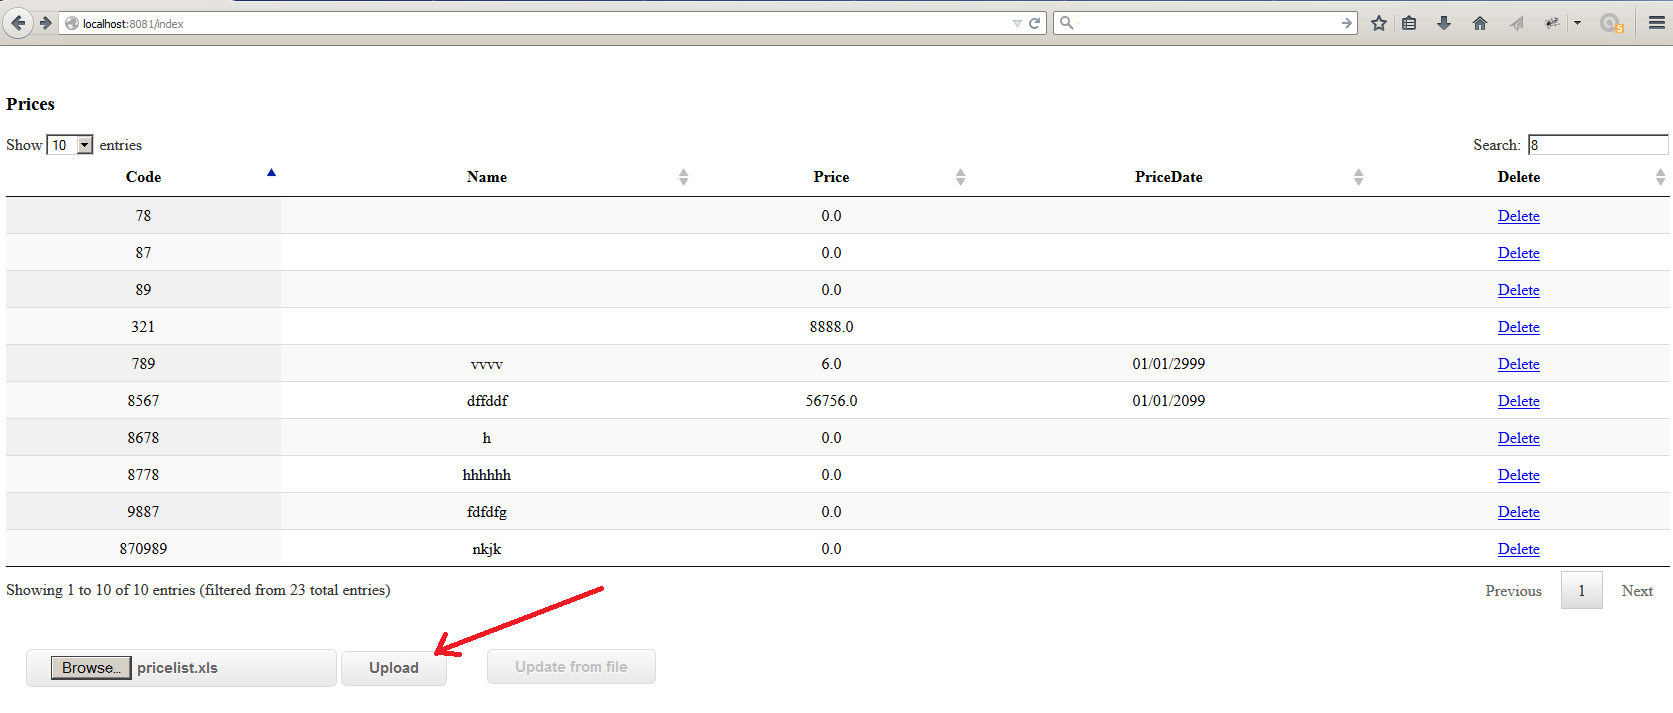 localhost:8081/index
5
Prices
Show 10 entries Search: 8
Code Name Price PriceDate Delete
78 0.0 Delete
87 0.0 Delete
89 0.0 Delete
321 8888.0 Delete
789 vvvv 6.0 01/01/2999 Delete
8567 dffddf 56756.0 01/01/2099 Delete
8678 h 0.0 Delete
8778 hhhhhh 0.0 Delete
9887 fdfdfg 0.0 Delete
870989 nkjk 0.0 Delete
Showing 1 to 10 of 10 entries (filtered from 23 total entries) Previous 1 Next
Browse... pricelist.xls Upload Update from file